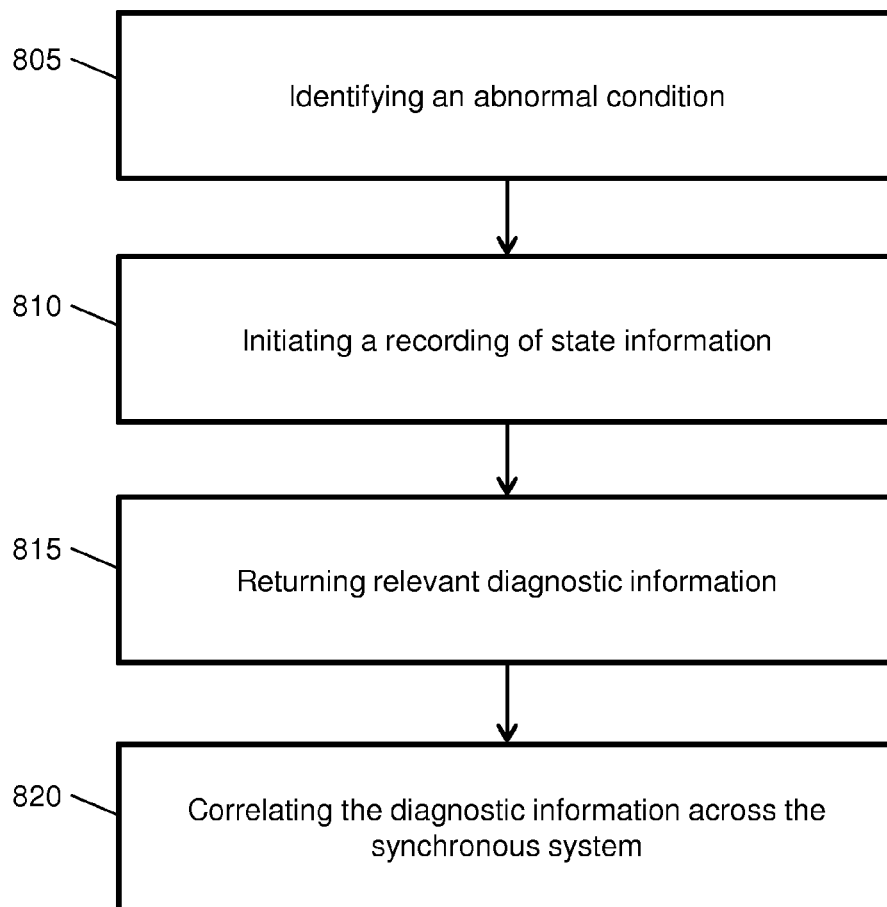 805
Identifying an abnormal condition
810
Initiating a recording of state information
815
Returning relevant diagnostic information
820
Correlating the diagnostic information across the
synchronous system